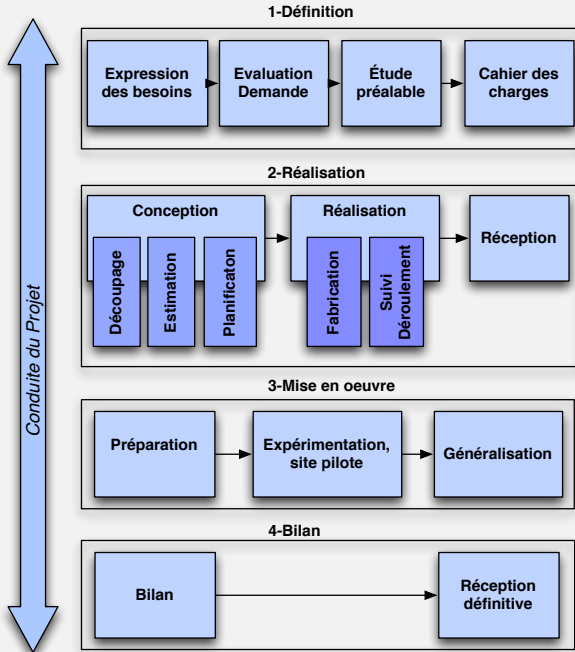 1-Définition
Expression
des besoins
Evaluation
Demande
Étude
préalable
Cahier des
charges
2-Réalisation
Conception
Découpage
Estimation
Planificaton
Réalisation
Fabrication
Suivi
Déroulement
Réception
3-Mise en oeuvre
Préparation
Expérimentation,
site pilote
Généralisation
4-Bilan
Bilan
Réception
définitive
Conduite du Projet